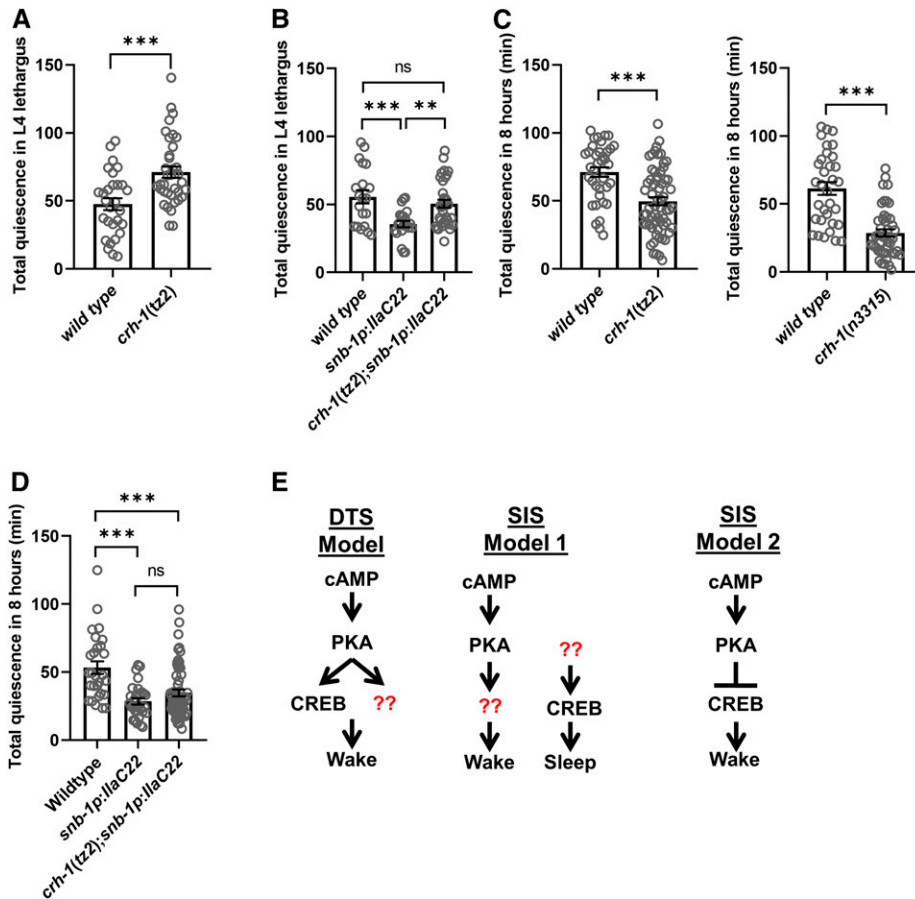 A
***
Total quiescence in L4 lethargus
150
100
50
0
wild type
crh-1(tz2)
B
ns
*** **
Total quiescence in L4 lethargus
150
100
50
0
wild type
snb-1p:llaC22
crh-1(tz2);snb-1p:llaC22
C
***
Total quiescence in 8 hours (min)
150
100
50
0
wild type
crh-1(tz2)
***
Total quiescence in 8 hours (min)
150
100
50
0
wild type
crh-1(n3315)
D
***
***
ns
Total quiescence in 8 hours (min)
150
100
50
0
Wildtype
snb-1p:llaC22
crh-1(tz2);snb-1p:llaC22
E
DTS
Model
cAMP
PKA
CREB ??
Wake
SIS
Model 1
cAMP
PKA ??
?? CREB
Wake Sleep
SIS
Model 2
cAMP
PKA
CREB
Wake